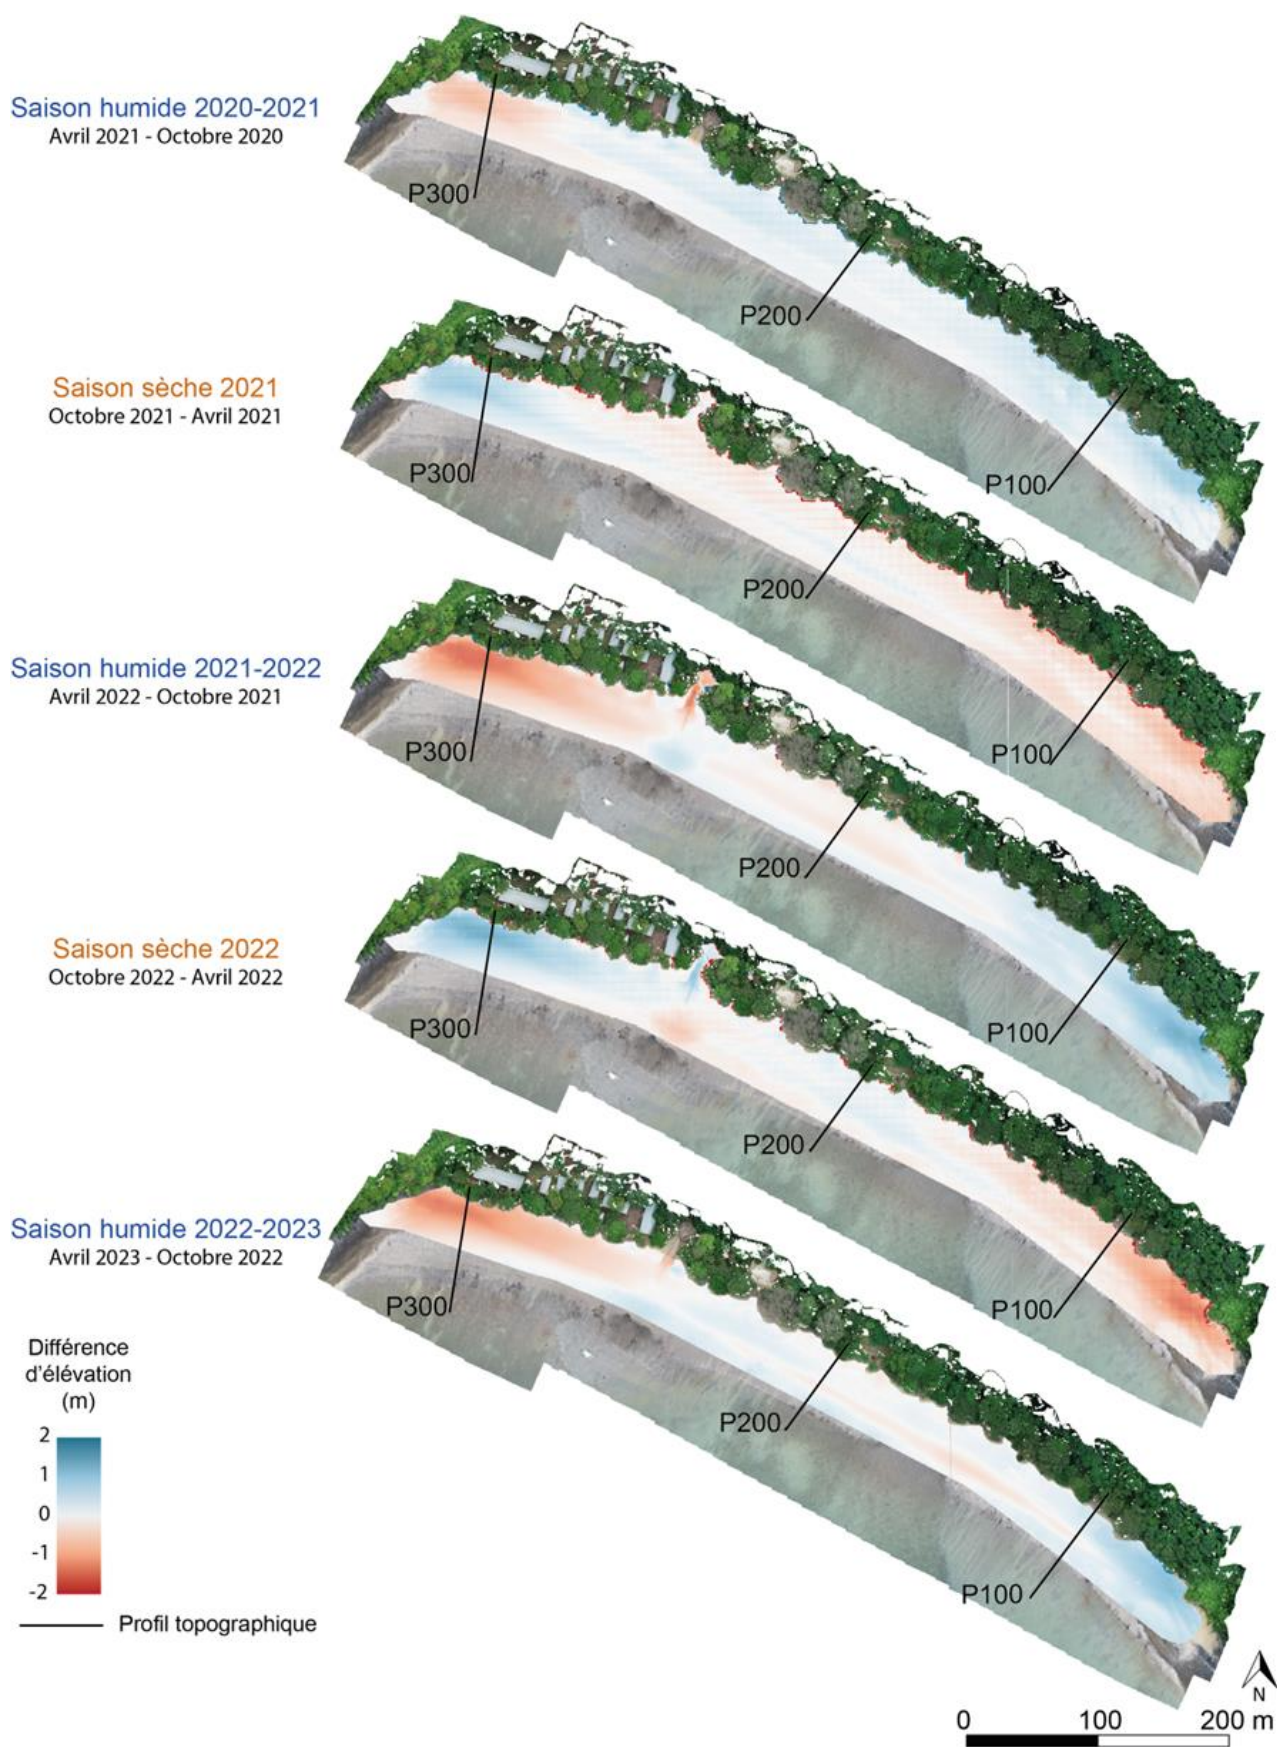 Saison humide 2020-2021
Avril 2021 - Octobre 2020
P300
P200
P100
Saison sèche 2021
Octobre 2021 - Avril 2021
P300
P200
P100
Saison humide 2021-2022
Avril 2022 - Octobre 2021
P300
P200
P100
Saison sèche 2022
Octobre 2022 - Avril 2022
P300
P200
P100
Saison humide 2022-2023
Avril 2023 - Octobre 2022
P300
P200
P100
Différence
d'élévation
(m)
2
1
0
-1
-2
Profil topographique
N
0 100 200 m